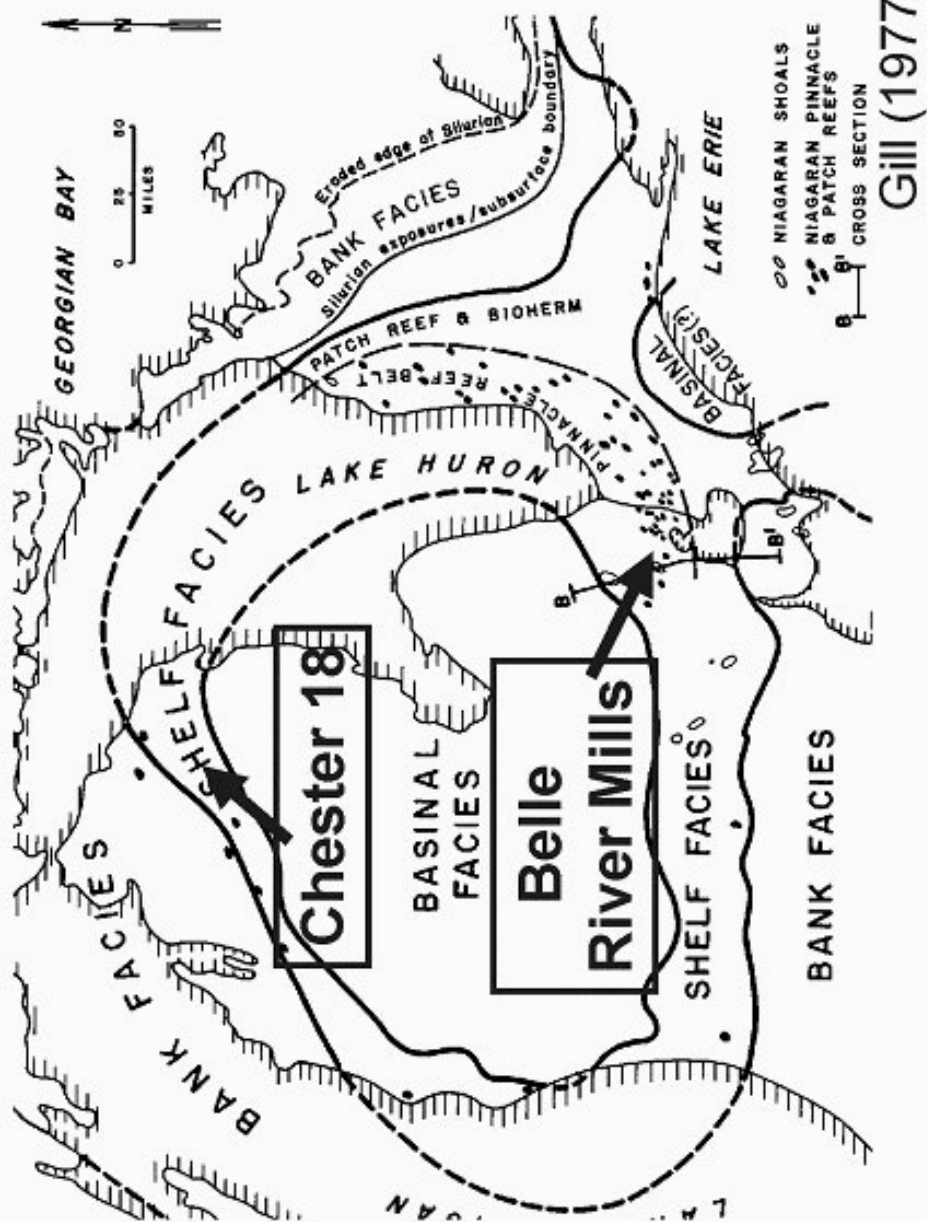 GEORGIAN BAY
0 25 50
MILES
N
BANK FACIES
BANK FACIES
SHELF FACIES
LAKE HURON
Eroded edge of Silurian
BANK FACIES
Silurian exposures/subsurface boundary
PATCH REEF & BIOHERM
PINNACLE REEF BELT
Chester 18
BASINAL
FACIES
Belle
River Mills
B
B'
BASINAL
FACIES(?)
LAKE ERIE
SHELF FACIES
BANK FACIES
NIAGARAN SHOALS
NIAGARAN PINNACLE
& PATCH REEFS
B B' CROSS SECTION
Gill (1977